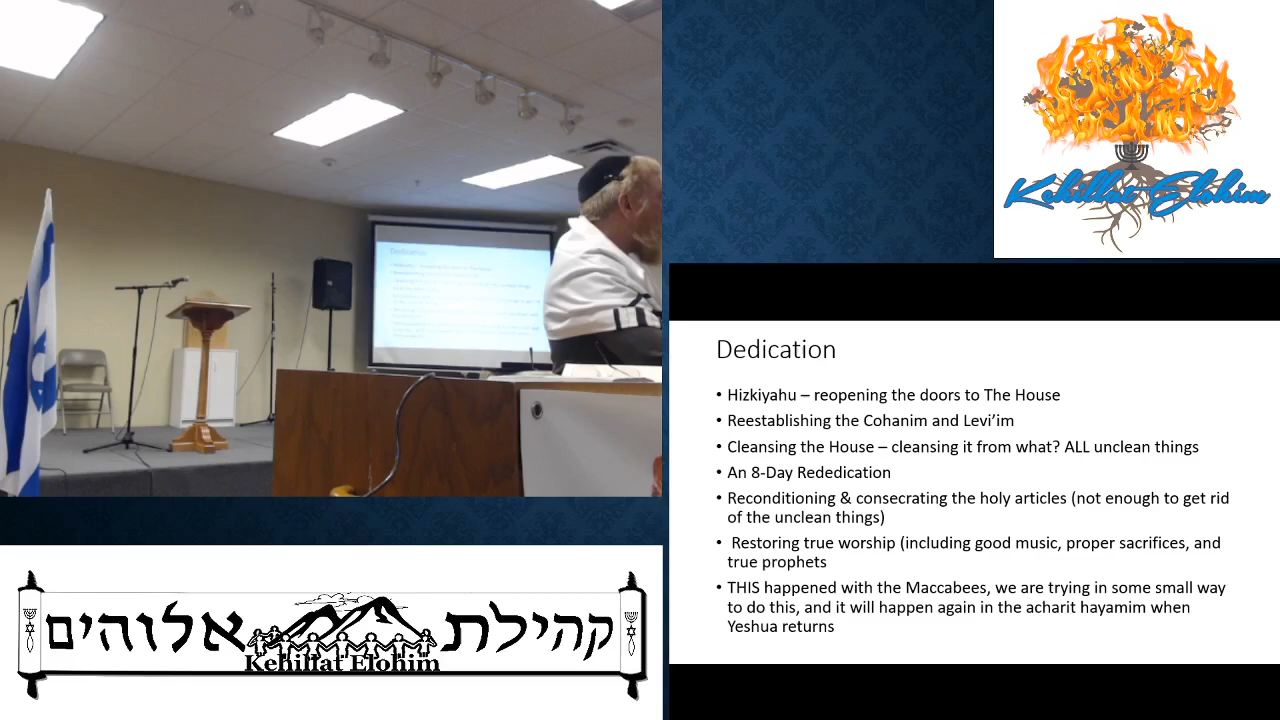 Kehillat Elohim
Dedication
• Hizkiyahu – reopening the doors to The House
• Reestablishing the Cohanim and Levi’im
• Cleansing the House – cleansing it from what? ALL unclean things
• An 8-Day Rededication
• Reconditioning & consecrating the holy articles (not enough to get rid
of the unclean things)
• Restoring true worship (including good music, proper sacrifices, and
true prophets
• THIS happened with the Maccabees, we are trying in some small way
to do this, and it will happen again in the acharit hayamim when
Yeshua returns
קהילת אלוהים
Kehillat Elohim